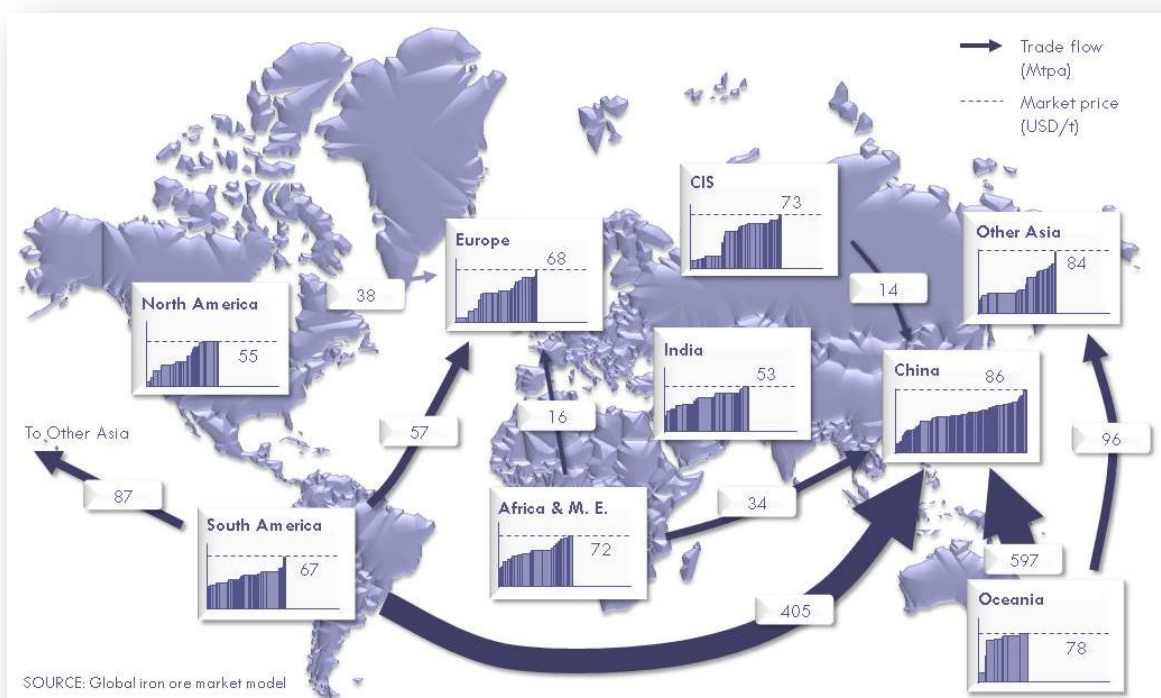 Trade flow
(Mtpa)
Market price
(USD/t)
CIS
73
Europe
68
Other Asia
84
North America
55
38
14
India
53
China
86
To Other Asia
57
16
96
87
34
South America
67
Africa & M. E.
72
597
405
Oceania
78
SOURCE: Global iron ore market model